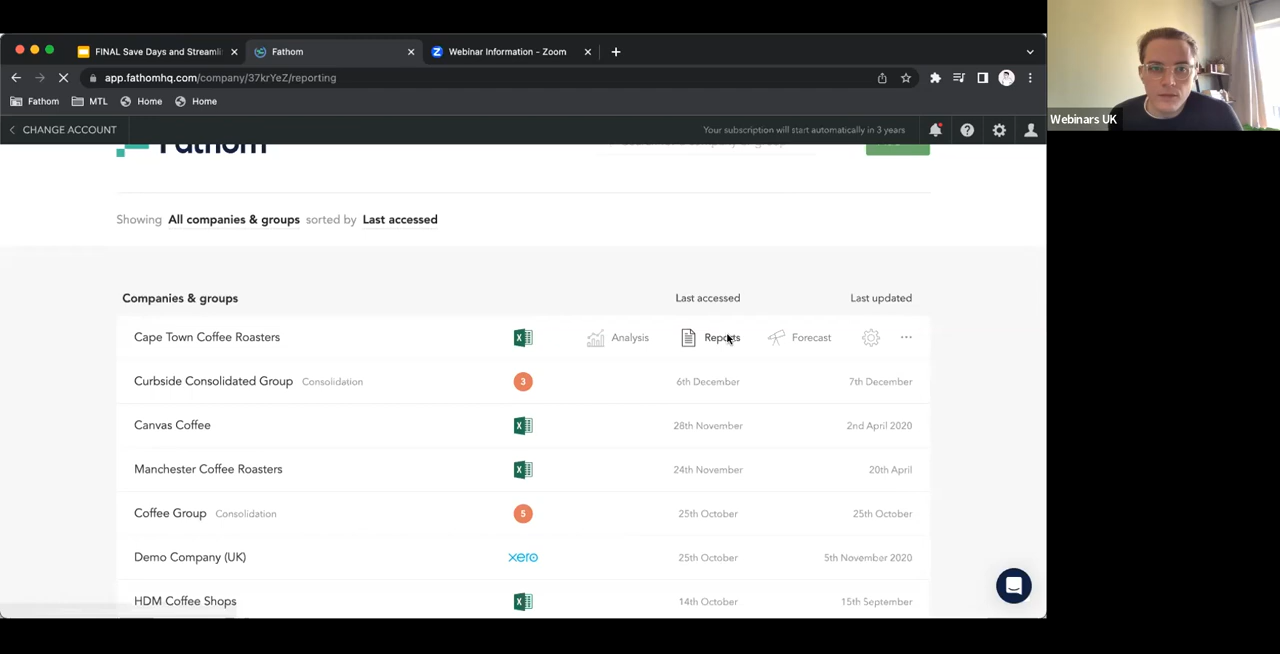 FINAL Save Days and Streamli
Fathom
Webinar Information - Zoom
app.fathomhq.com/company/37krYeZ/reporting
Fathom
MTL
Home
Home
CHANGE ACCOUNT
Your subscription will start automatically in 3 years
Webinars UK
Fathom
Showing All companies & groups sorted by Last accessed
Companies & groups Last accessed Last updated
Cape Town Coffee Roasters Analysis Reports Forecast
Curbside Consolidated Group Consolidation 3 6th December 7th December
Canvas Coffee 28th November 2nd April 2020
Manchester Coffee Roasters 24th November 20th April
Coffee Group Consolidation 5 25th October 25th October
Demo Company (UK) xero 25th October 5th November 2020
HDM Coffee Shops 14th October 15th September